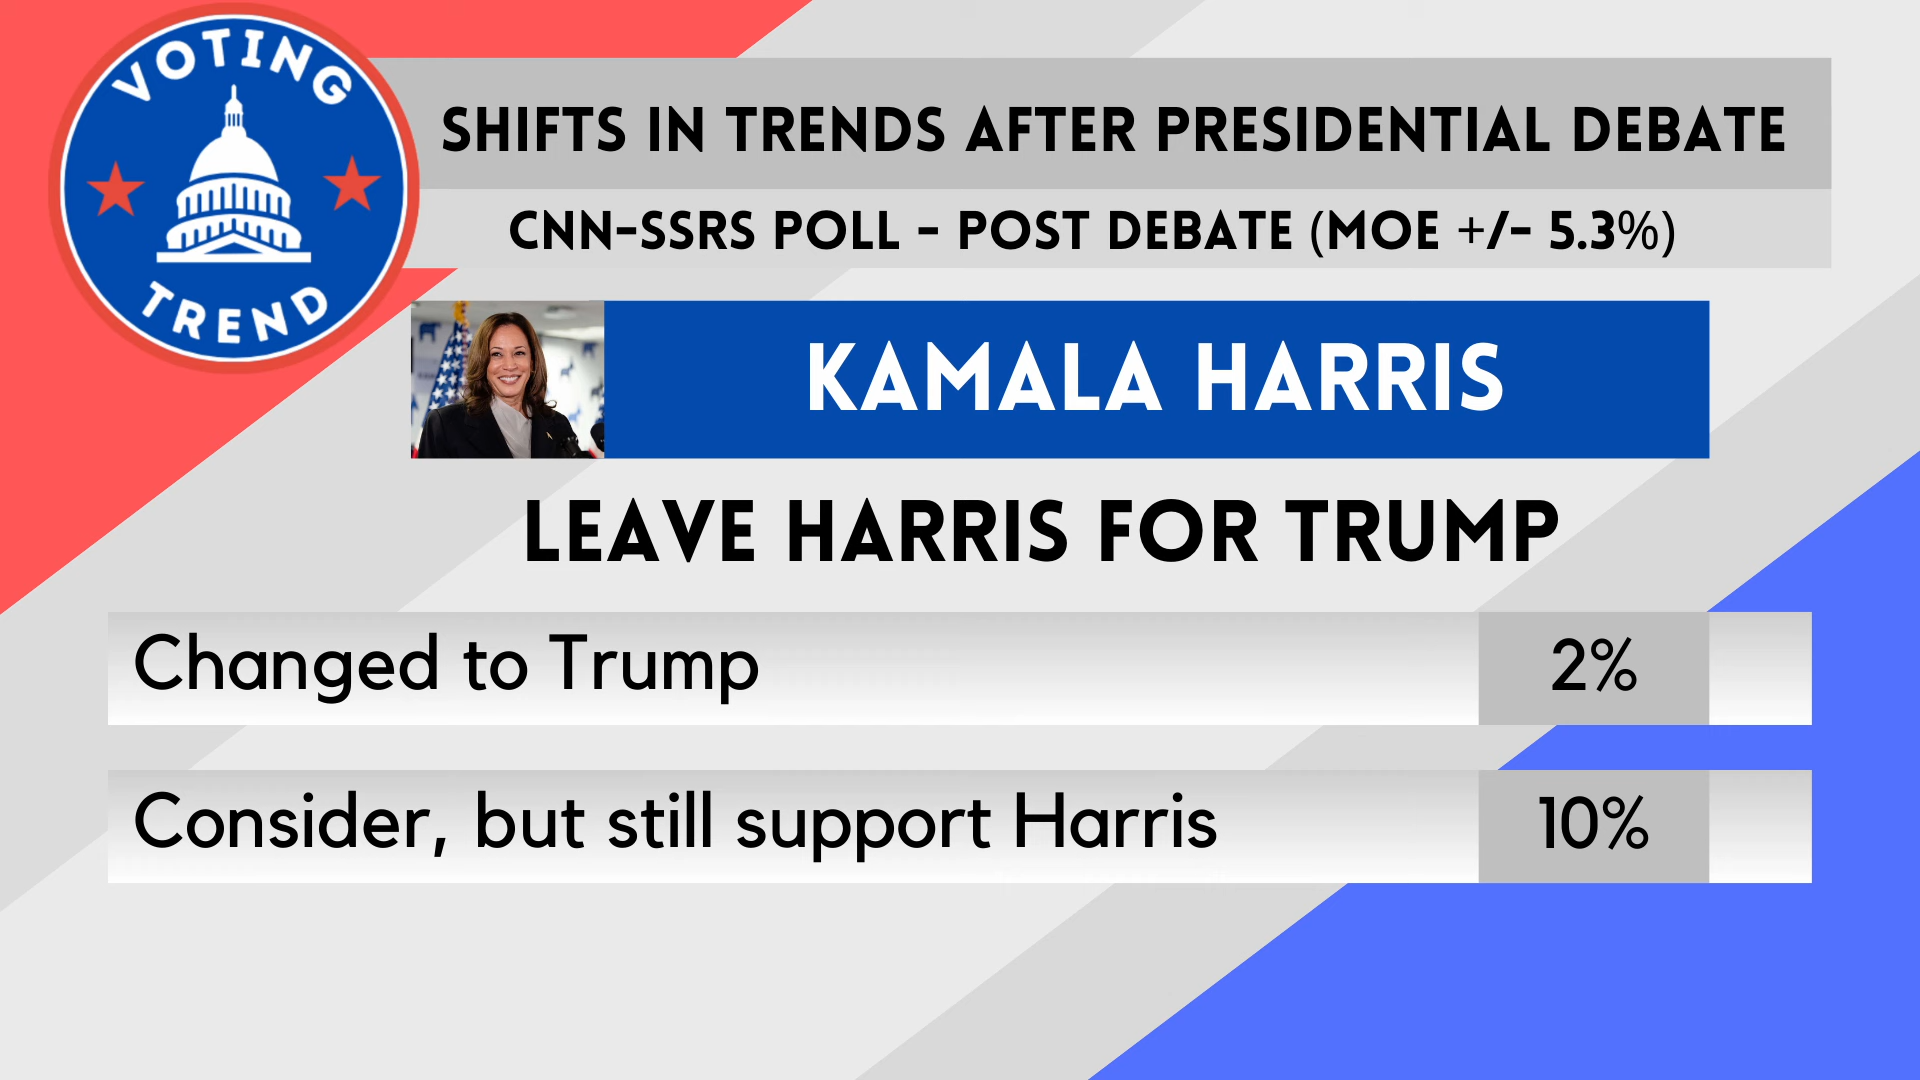 VOTING
TREND
SHIFTS IN TRENDS AFTER PRESIDENTIAL DEBATE
CNN-SSRS POLL - POST DEBATE (MOE +/- 5.3%)
KAMALA HARRIS
LEAVE HARRIS FOR TRUMP
Changed to Trump 2%
Consider, but still support Harris 10%